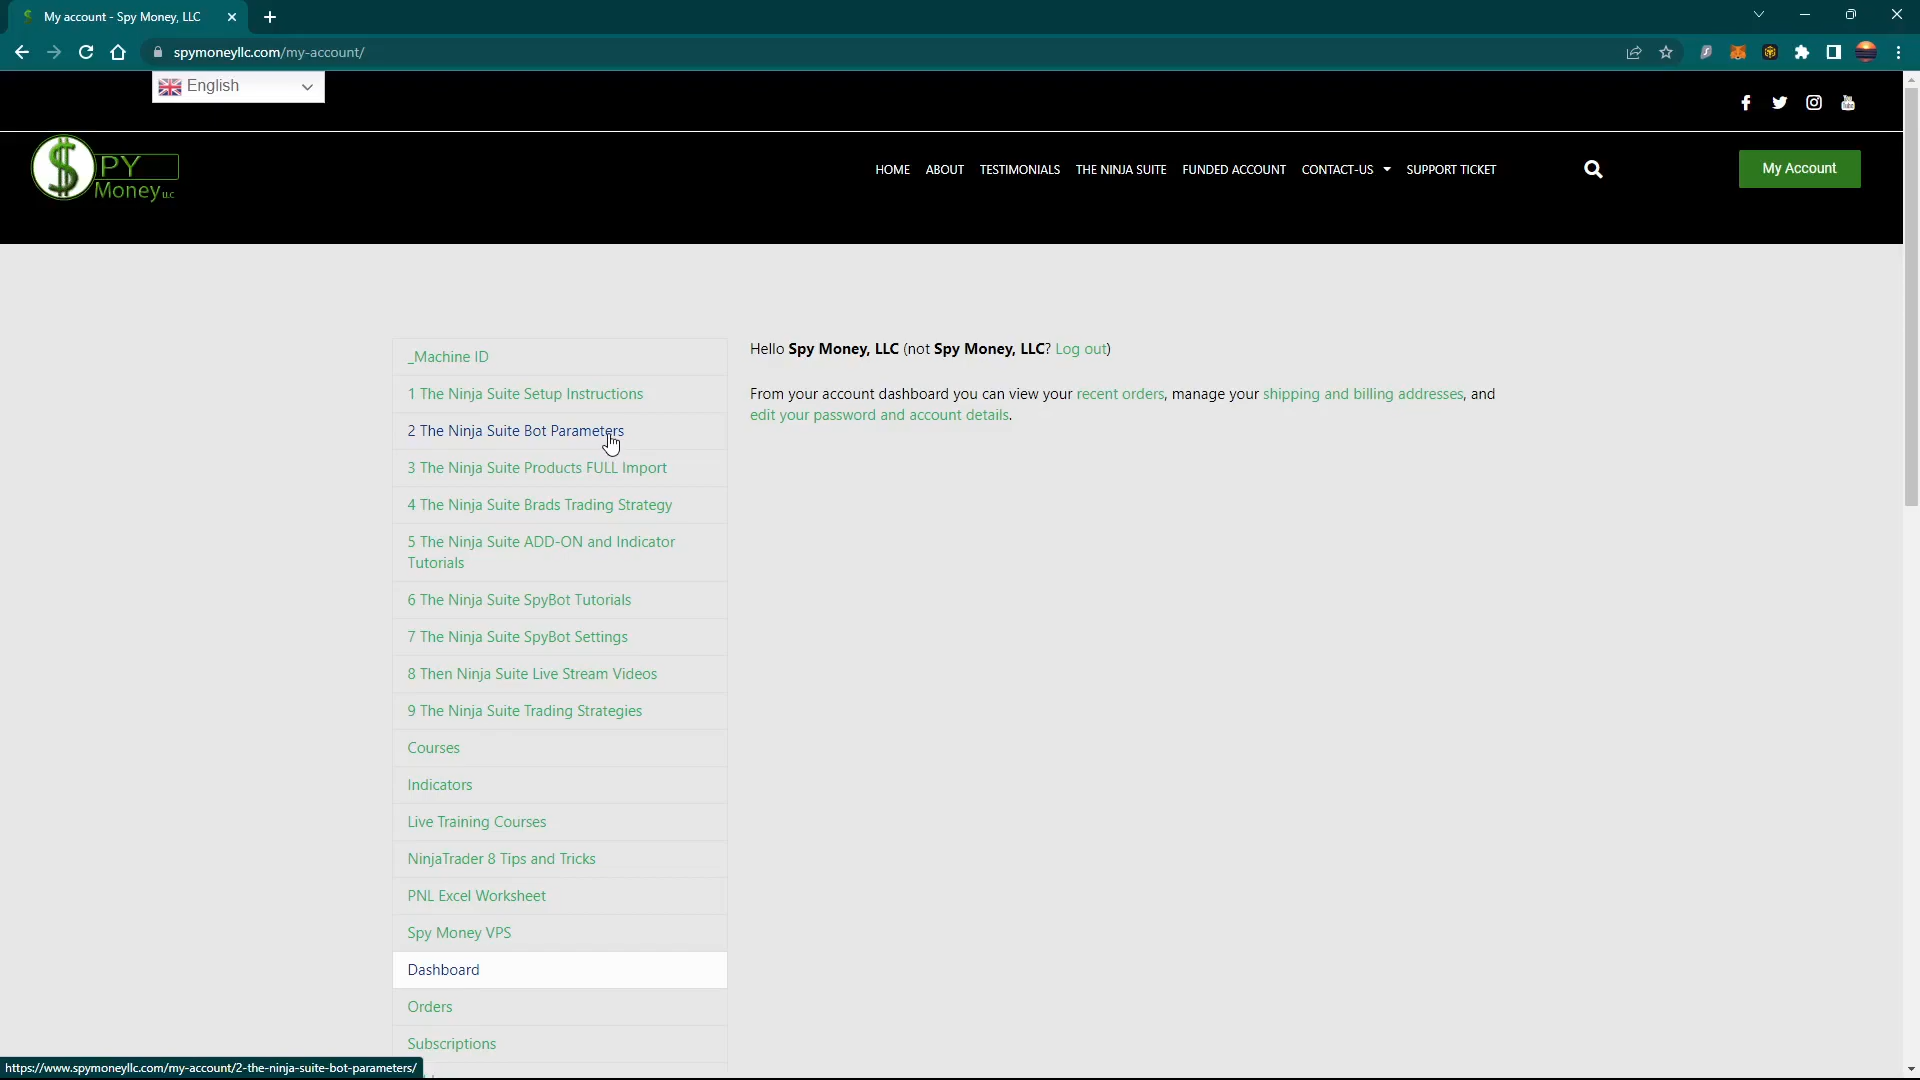 My account - Spy Money, LLC
spymoneyllc.com/my-account/
English
$PY
Money LLC
HOME ABOUT TESTIMONIALS THE NINJA SUITE FUNDED ACCOUNT CONTACT-US SUPPORT TICKET
My Account
_Machine ID
1 The Ninja Suite Setup Instructions
2 The Ninja Suite Bot Parameters
3 The Ninja Suite Products FULL Import
4 The Ninja Suite Brads Trading Strategy
5 The Ninja Suite ADD-ON and Indicator
Tutorials
6 The Ninja Suite SpyBot Tutorials
7 The Ninja Suite SpyBot Settings
8 Then Ninja Suite Live Stream Videos
9 The Ninja Suite Trading Strategies
Courses
Indicators
Live Training Courses
NinjaTrader 8 Tips and Tricks
PNL Excel Worksheet
Spy Money VPS
Dashboard
Orders
Subscriptions
Hello Spy Money, LLC (not Spy Money, LLC? Log out)
From your account dashboard you can view your recent orders, manage your shipping and billing addresses, and
edit your password and account details.
https://www.spymoneyllc.com/my-account/2-the-ninja-suite-bot-parameters/